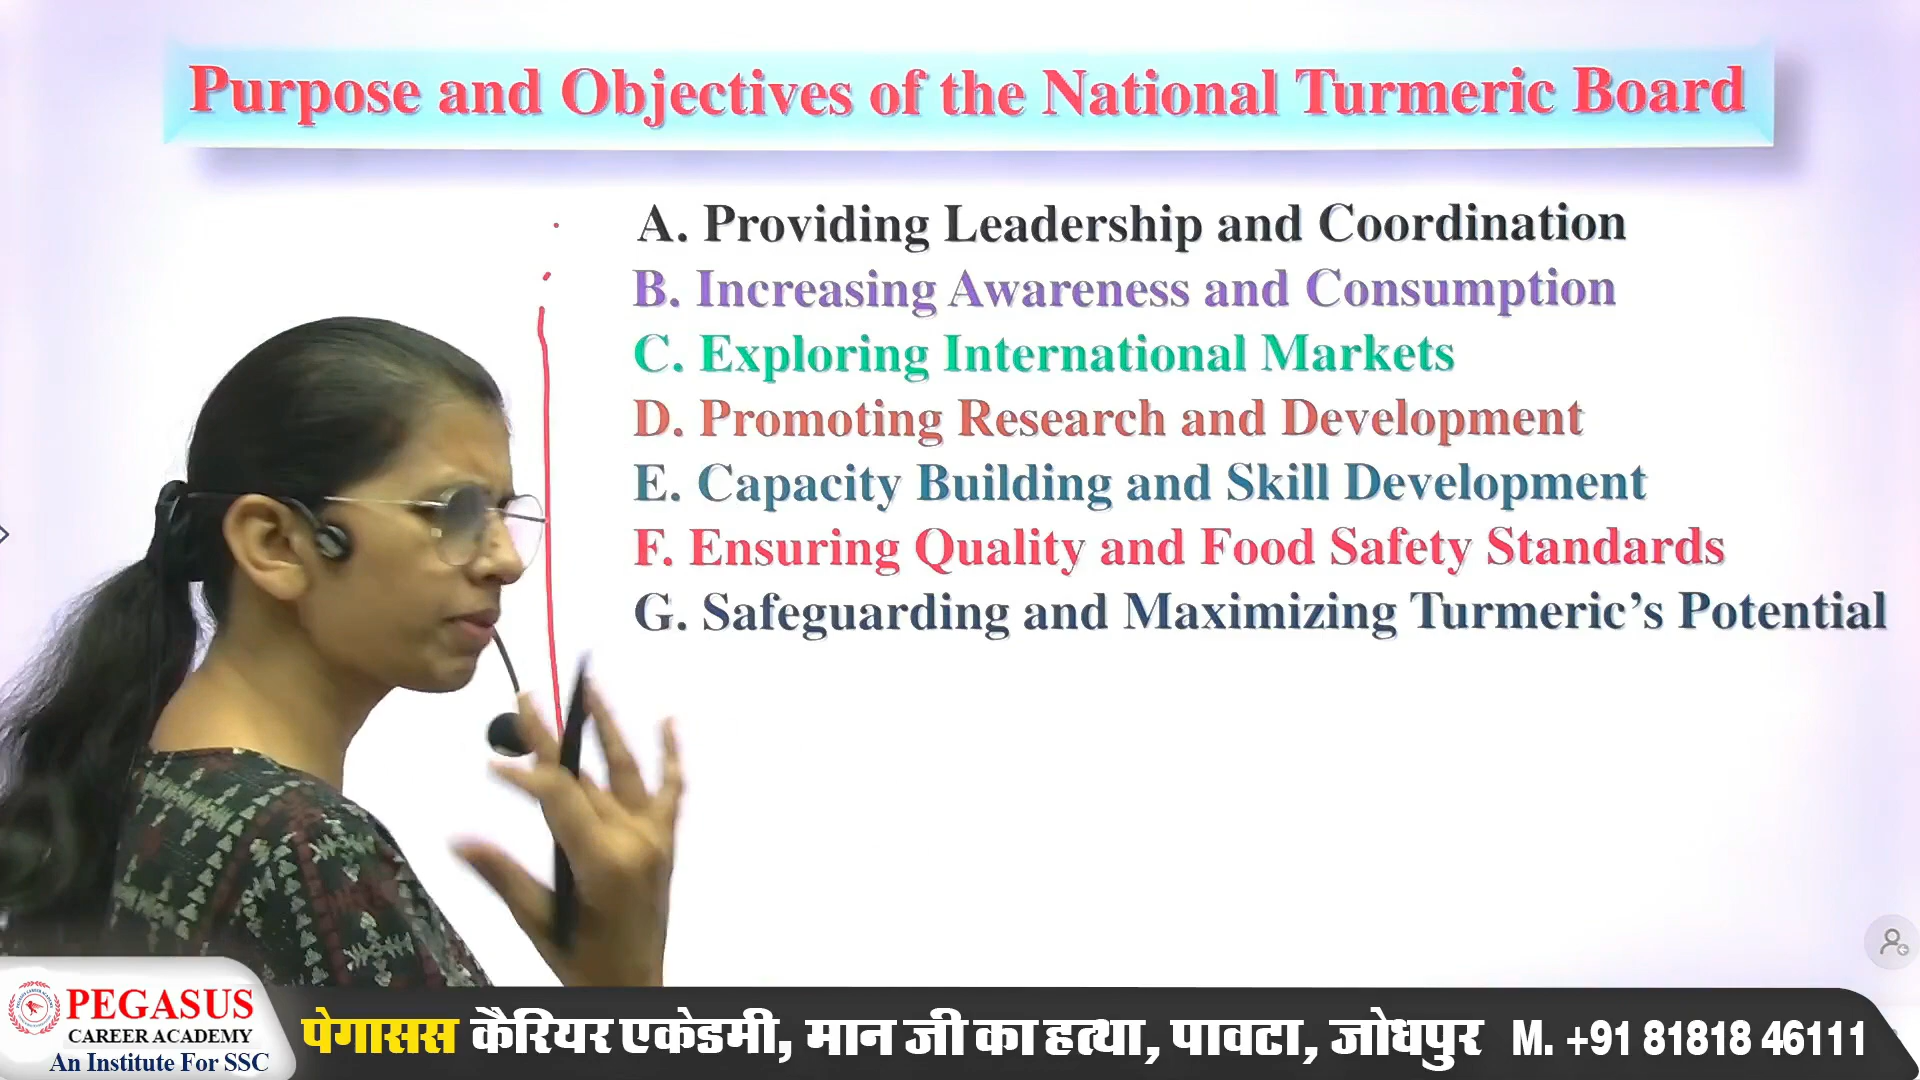 Purpose and Objectives of the National Turmeric Board
A. Providing Leadership and Coordination
B. Increasing Awareness and Consumption
C. Exploring International Markets
D. Promoting Research and Development
E. Capacity Building and Skill Development
F. Ensuring Quality and Food Safety Standards
G. Safeguarding and Maximizing Turmeric’s Potential
PEGASUS
CAREER ACADEMY
An Institute For SSC
पेगासस कैरियर एकेडमी, मान जी का हत्था, पावटा, जोधपुर M. +91 81818 46111